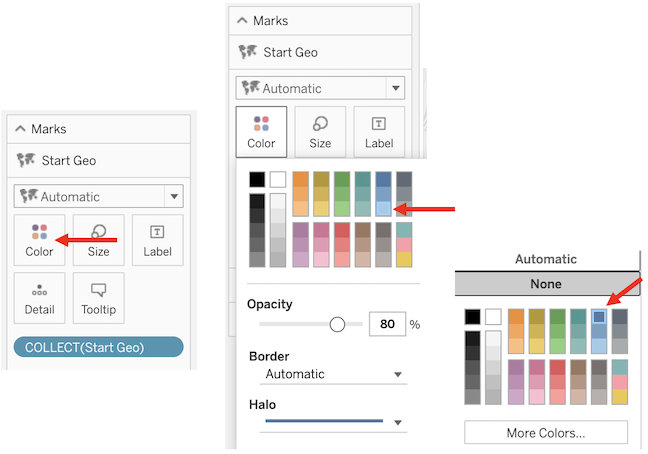 Marks
Start Geo
Automatic
Color
Size
Label
Detail
Tooltip
COLLECT(Start Geo)
Marks
Start Geo
Automatic
Color
Size
Label
Opacity
80 %
Border
Automatic
Halo
Automatic
None
More Colors...